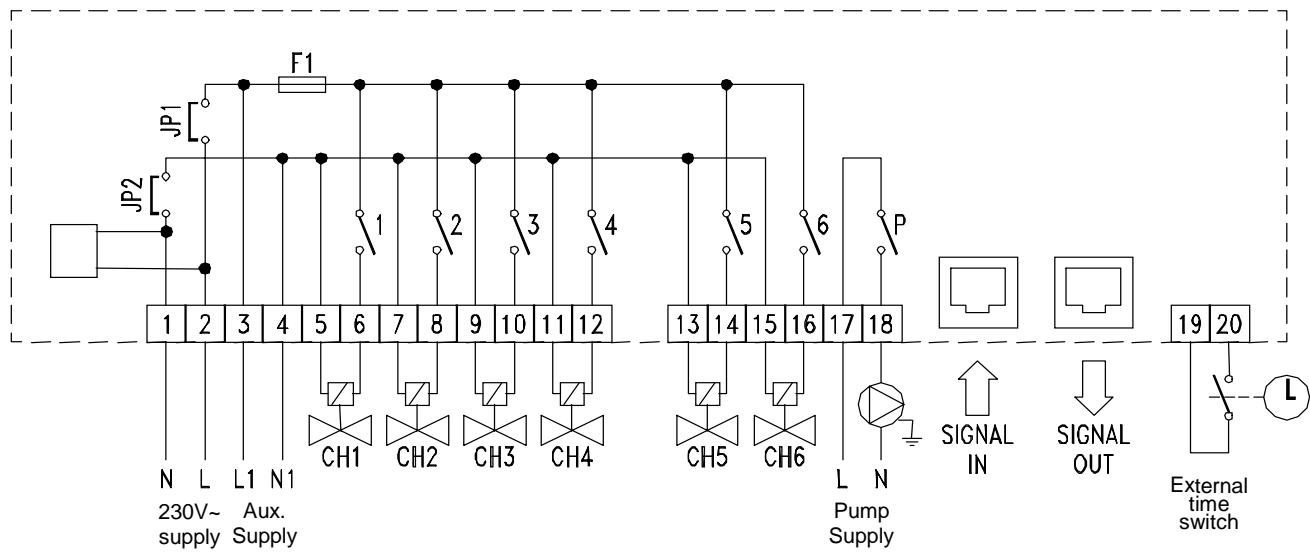 F1
JP1
JP2
1 2 3 4 5 6 P
1 2 3 4 5 6 7 8 9 10 11 12 13 14 15 16 17 18 19 20
CH1 CH2 CH3 CH4 CH5 CH6
SIGNAL
IN
SIGNAL
OUT
N L L1 N1 L N
230V~
supply
Aux.
Supply
Pump
Supply
External
time
switch